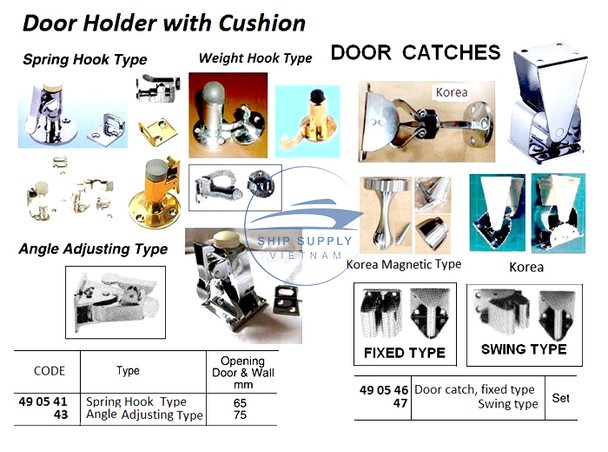 Door Holder with Cushion
Spring Hook Type
Weight Hook Type
DOOR CATCHES
Korea
SHIP SUPPLY
VIETNAM
Angle Adjusting Type
Korea Magnetic Type
Korea
FIXED TYPE
SWING TYPE
CODE Type Opening
Door & Wall
mm
49 05 41 Spring Hook Type 65
43 Angle Adjusting Type 75
49 05 46 Door catch, fixed type Set
47 Swing type